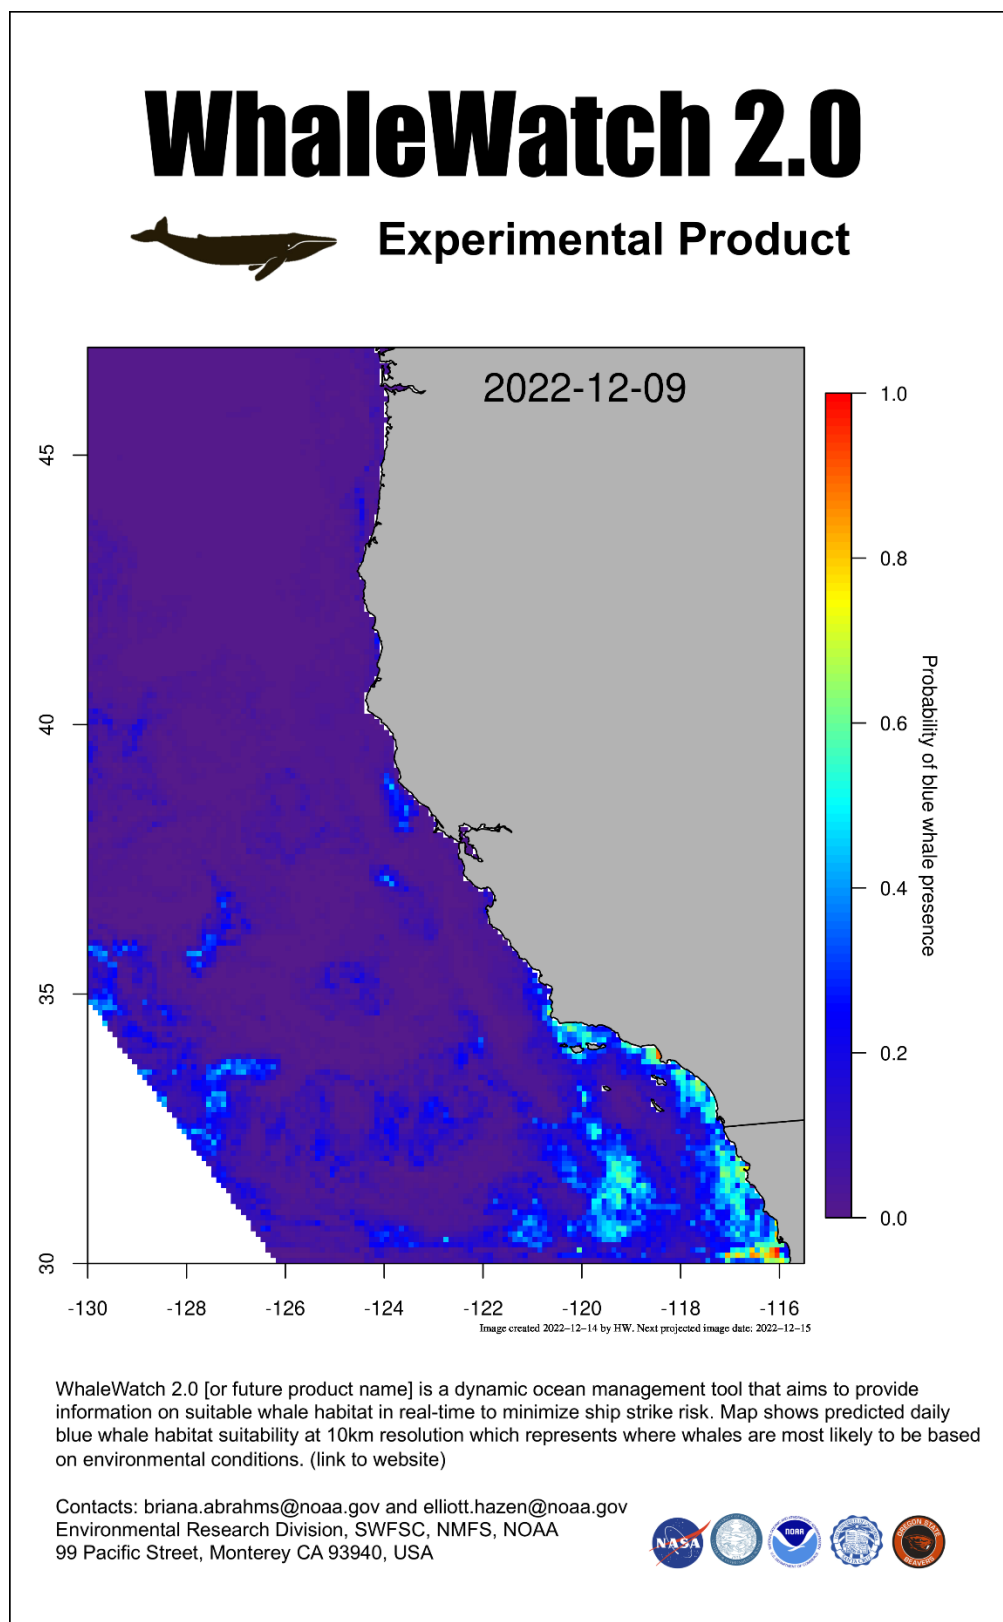 WhaleWatch 2.0
Experimental Product
2022-12-09
45
40
35
30
-130
-128
-126
-124
-122
-120
-118
-116
1.0
0.8
0.6
0.4
0.2
0.0
Probability of blue whale presence
Image created 2022−12−14 by HW. Next projected image date: 2022−12−15
WhaleWatch 2.0 [or future product name] is a dynamic ocean management tool that aims to provide
information on suitable whale habitat in real-time to minimize ship strike risk. Map shows predicted daily
blue whale habitat suitability at 10km resolution which represents where whales are most likely to be based
on environmental conditions. (link to website)
Contacts: briana.abrahms@noaa.gov and elliott.hazen@noaa.gov
Environmental Research Division, SWFSC, NMFS, NOAA
99 Pacific Street, Monterey CA 93940, USA
NASA
NOAA
OREGON STATE
BEAVERS